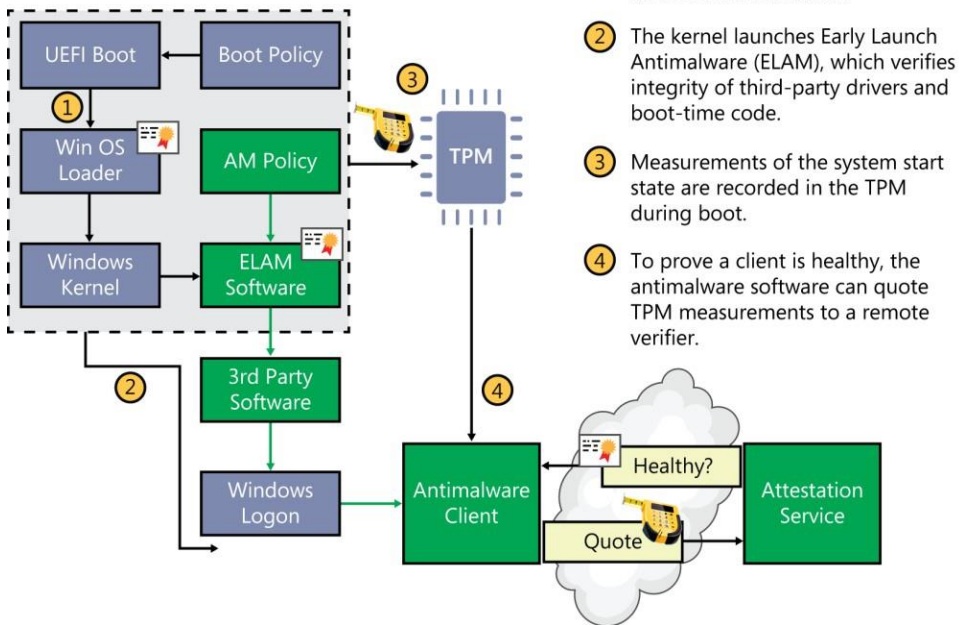 UEFI Boot
Boot Policy
1
Win OS
Loader
AM Policy
Windows
Kernel
ELAM
Software
3
TPM
2
3rd Party
Software
Windows
Logon
4
Antimalware
Client
Healthy?
Quote
Attestation
Service
2
The kernel launches Early Launch
Antimalware (ELAM), which verifies
integrity of third-party drivers and
boot-time code.
3
Measurements of the system start
state are recorded in the TPM
during boot.
4
To prove a client is healthy, the
antimalware software can quote
TPM measurements to a remote
verifier.